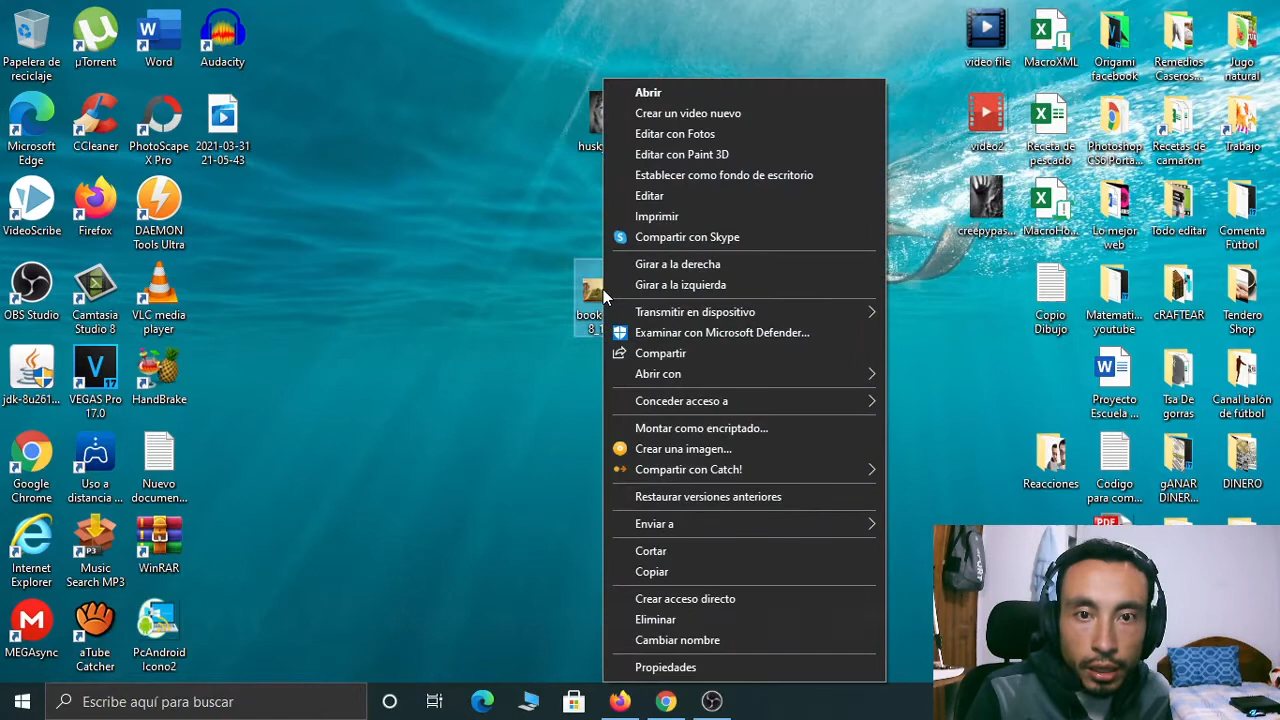 Papelera de
reciclaje
µTorrent
Word
Audacity
Microsoft
Edge
CCleaner
PhotoScape
X Pro
2021-03-31
21-05-43
VideoScribe
Firefox
DAEMON
Tools Ultra
OBS Studio
Camtasia
Studio 8
VLC media
player
jdk-8u261...
VEGAS Pro
17.0
HandBrake
Google
Chrome
Uso a
distancia ...
Nuevo
documen...
Internet
Explorer
Music
Search MP3
WinRAR
MEGAsync
aTube
Catcher
PcAndroid
Icono2
husky
book
8_1
Abrir
Crear un video nuevo
Editar con Fotos
Editar con Paint 3D
Establecer como fondo de escritorio
Editar
Imprimir
Compartir con Skype
Girar a la derecha
Girar a la izquierda
Transmitir en dispositivo
Examinar con Microsoft Defender...
Compartir
Abrir con
Conceder acceso a
Montar como encriptado...
Crear una imagen...
Compartir con Catch!
Restaurar versiones anteriores
Enviar a
Cortar
Copiar
Crear acceso directo
Eliminar
Cambiar nombre
Propiedades
video file
MacroXML
Origami
facebook
Remedios
Caseros...
Jugo
natural
video2
Receta de
pescado
Photoshop
CS6 Porta...
Recetas de
camarón
Trabajo
creepypas...
MacroHo...
Lo mejor
web
Todo editar
Comenta
Fútbol
Copio
Dibujo
Matemati...
youtube
cRAFTEAR
Tendero
Shop
Proyecto
Escuela ...
Tsa De
gorras
Canal balón
de fútbol
Reacciones
Codigo
para com...
gANAR
DINER...
DINERO
PDF
Escribe aquí para buscar